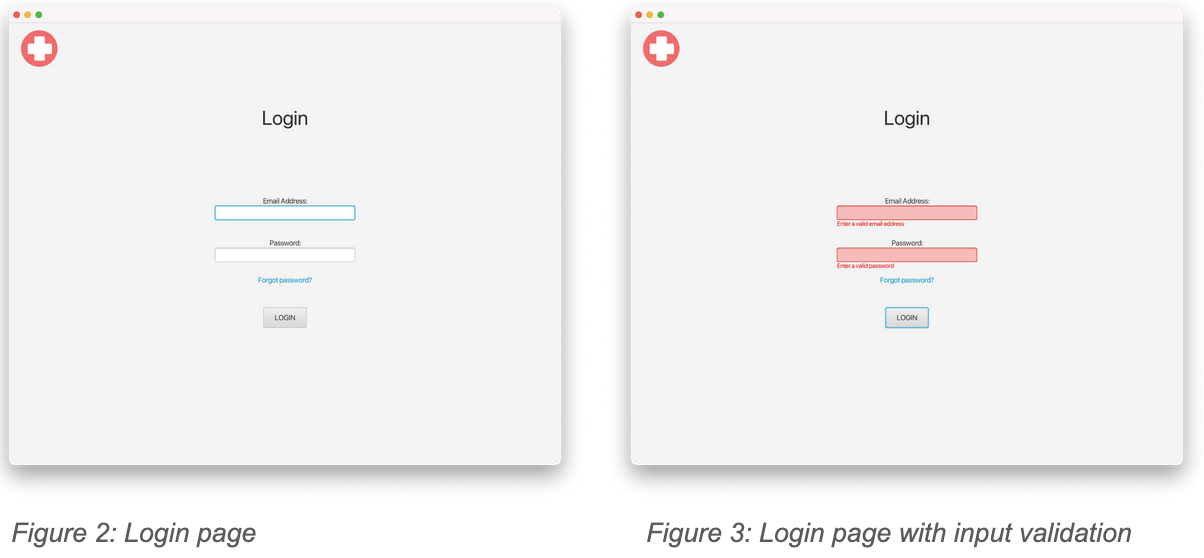 Login
Email Address:
Password:
Forgot password?
LOGIN
Figure 2: Login page
Login
Email Address:
Enter a valid email address
Password:
Enter a valid password
Forgot password?
LOGIN
Figure 3: Login page with input validation